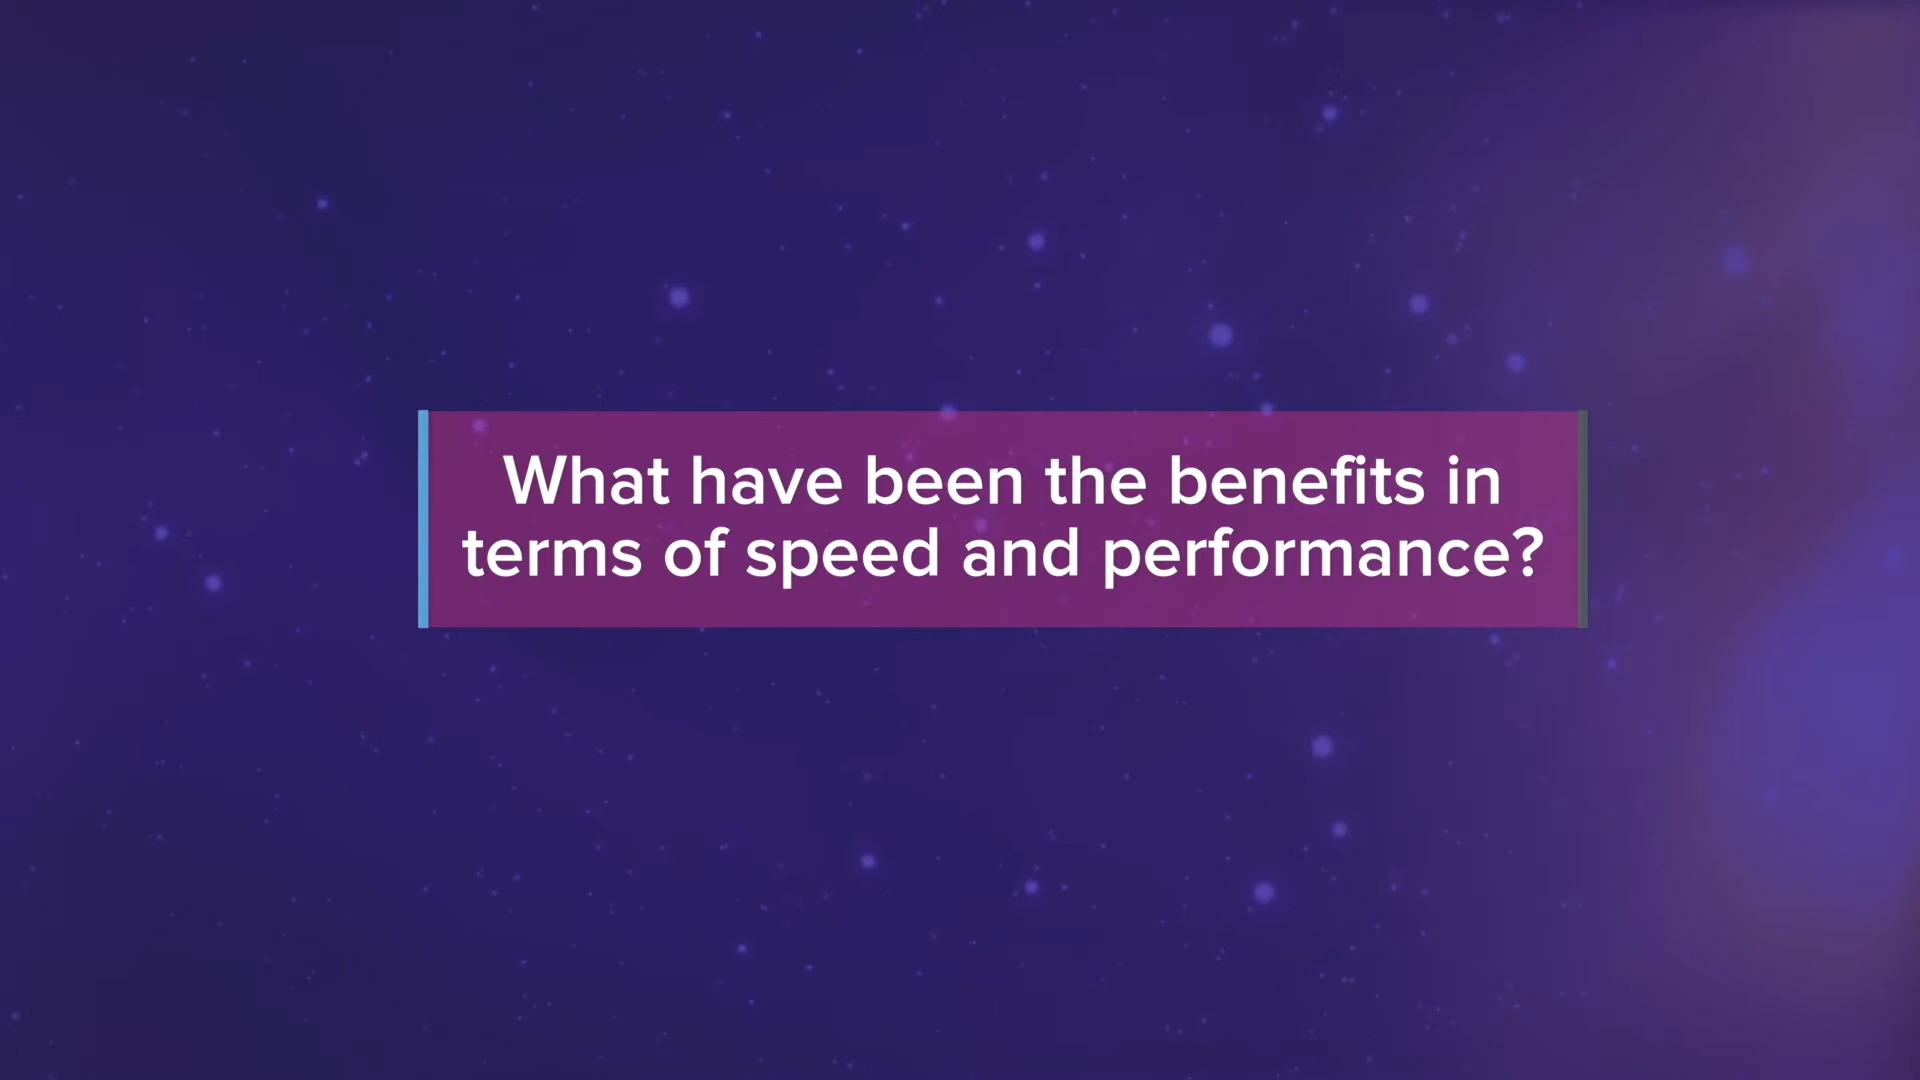 What have been the benefits in
terms of speed and performance?